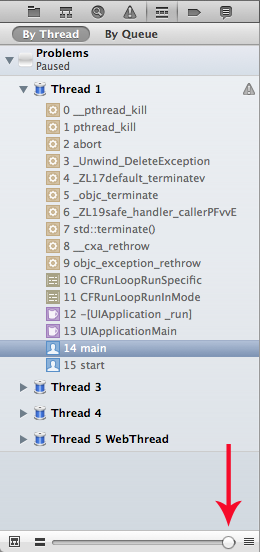 By Thread By Queue
Problems
Paused
Thread 1
0 __pthread_kill
1 pthread_kill
2 abort
3 _Unwind_DeleteException
4 _ZL17default_terminatev
5 _objc_terminate
6 _ZL19safe_handler_callerPFvvE
7 std::terminate()
8 __cxa_rethrow
9 objc_exception_rethrow
10 CFRunLoopRunSpecific
11 CFRunLoopRunInMode
12 -[UIApplication _run]
13 UIApplicationMain
14 main
15 start
Thread 3
Thread 4
Thread 5 WebThread